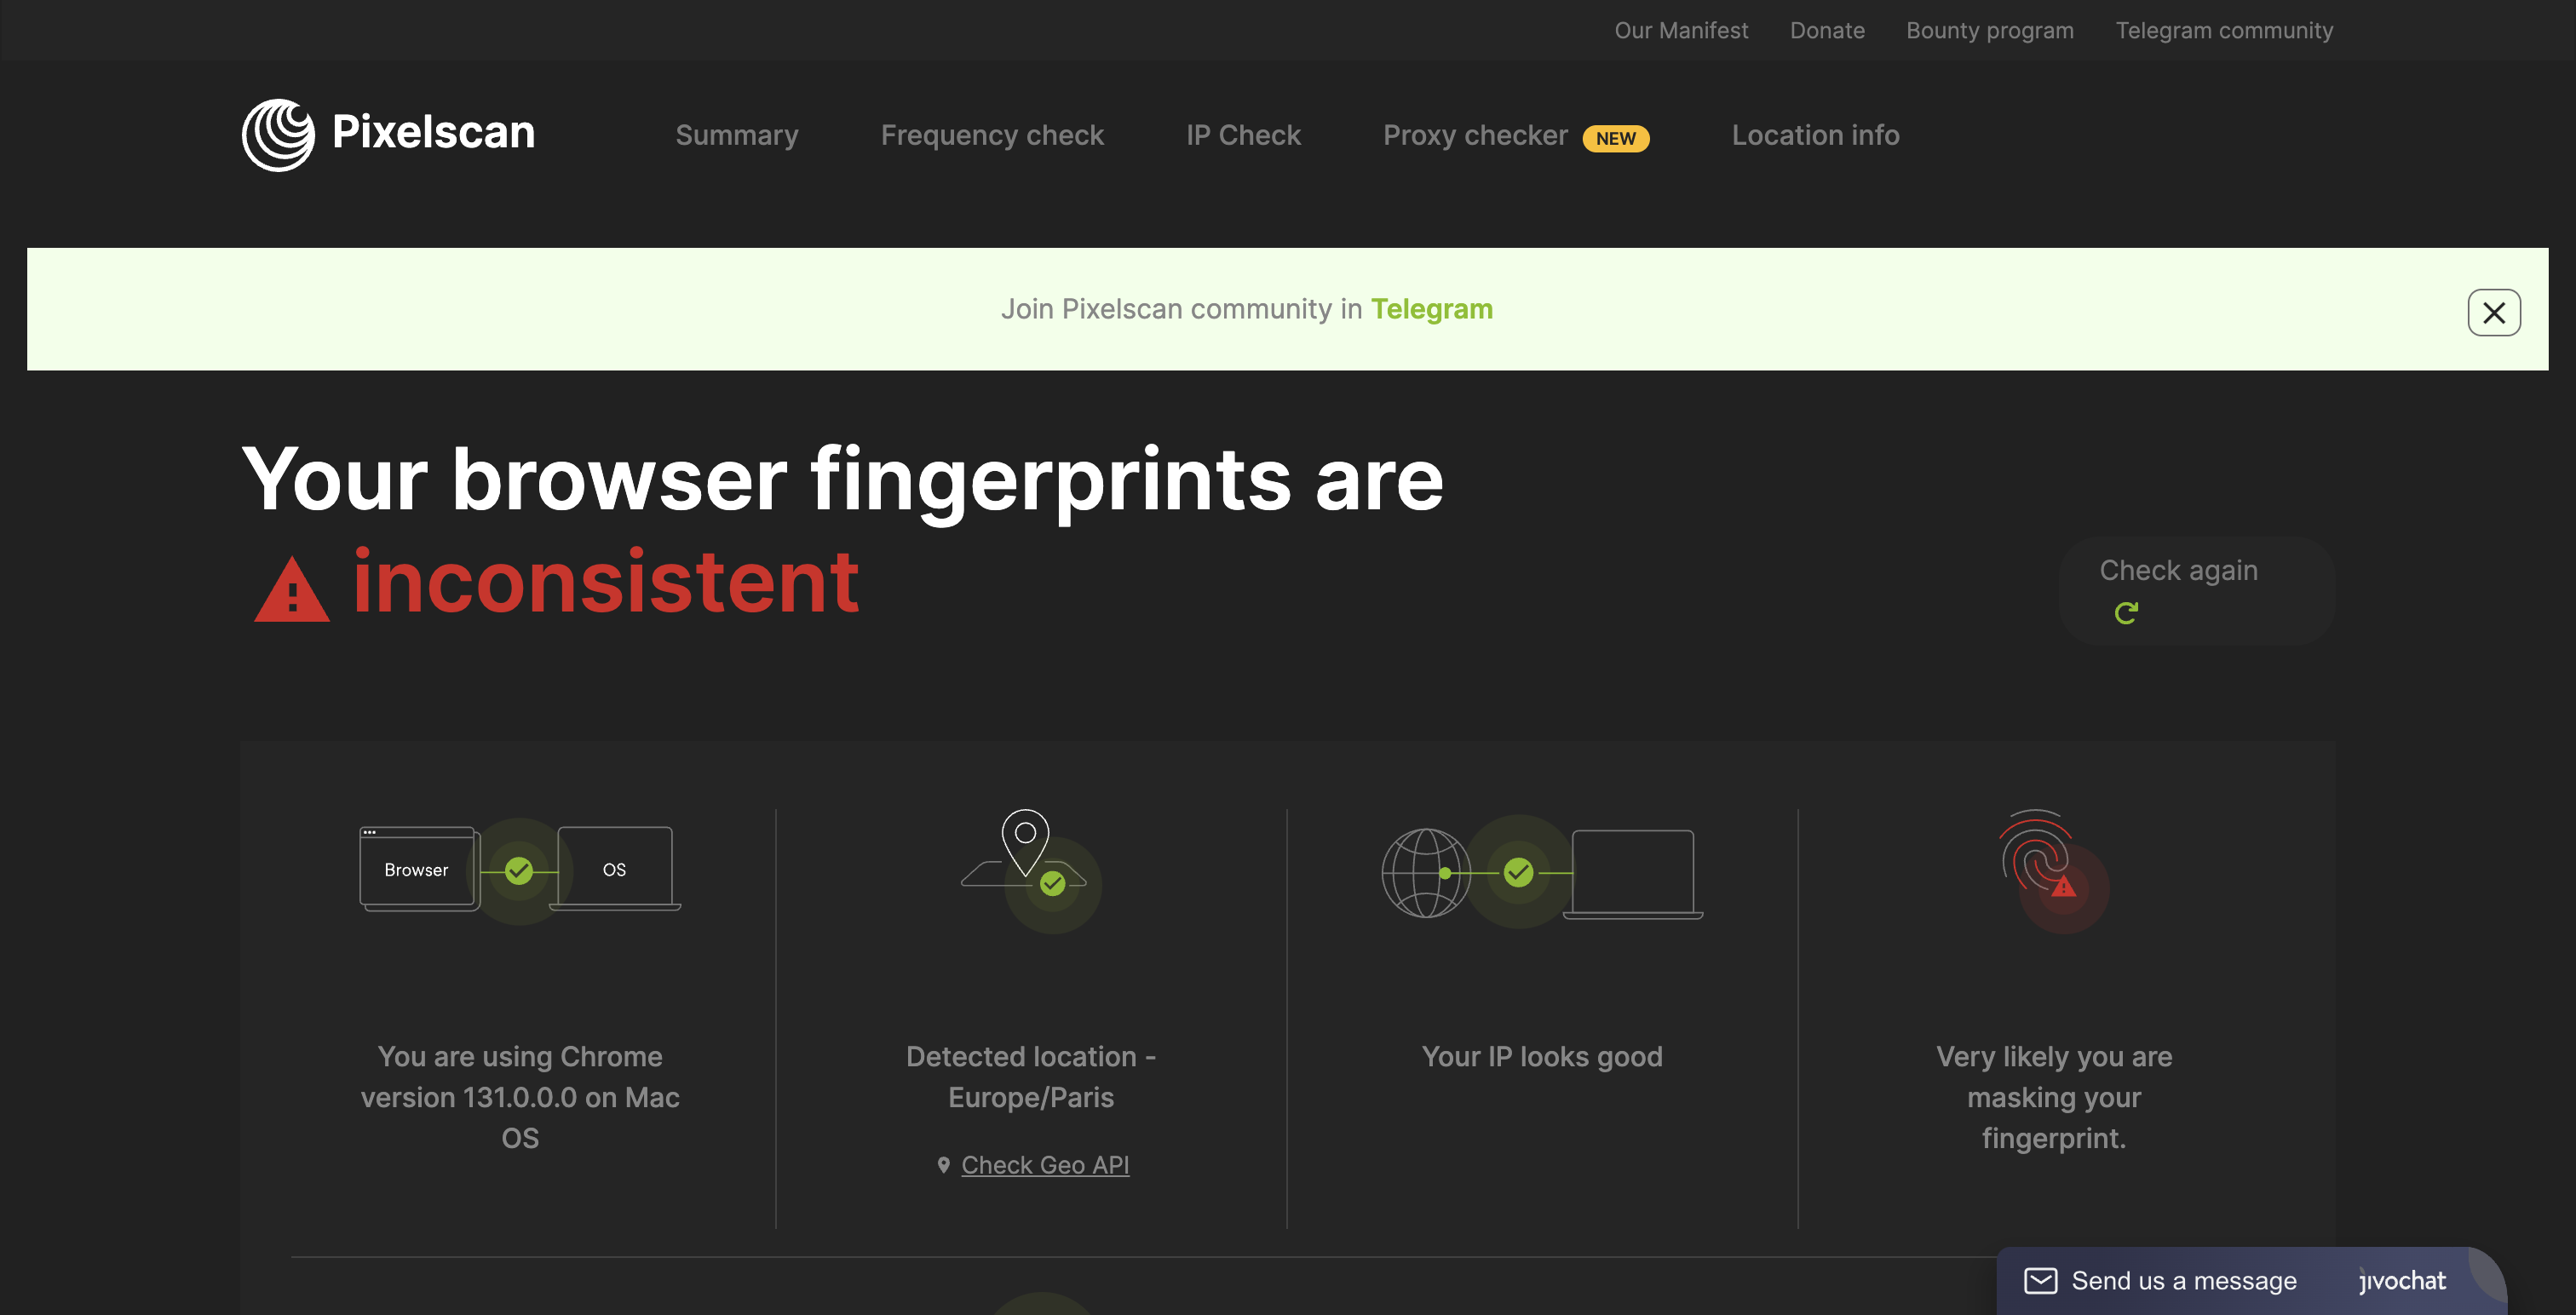 Our Manifest
Donate
Bounty program
Telegram community
Pixelscan
Summary
Frequency check
IP Check
Proxy checker
NEW
Location info
Join Pixelscan community in Telegram
Your browser fingerprints are
inconsistent
Check again
Browser
OS
You are using Chrome
version 131.0.0.0 on Mac
OS
Detected location -
Europe/Paris
Check Geo API
Your IP looks good
Very likely you are
masking your
fingerprint.
Send us a message
jivochat